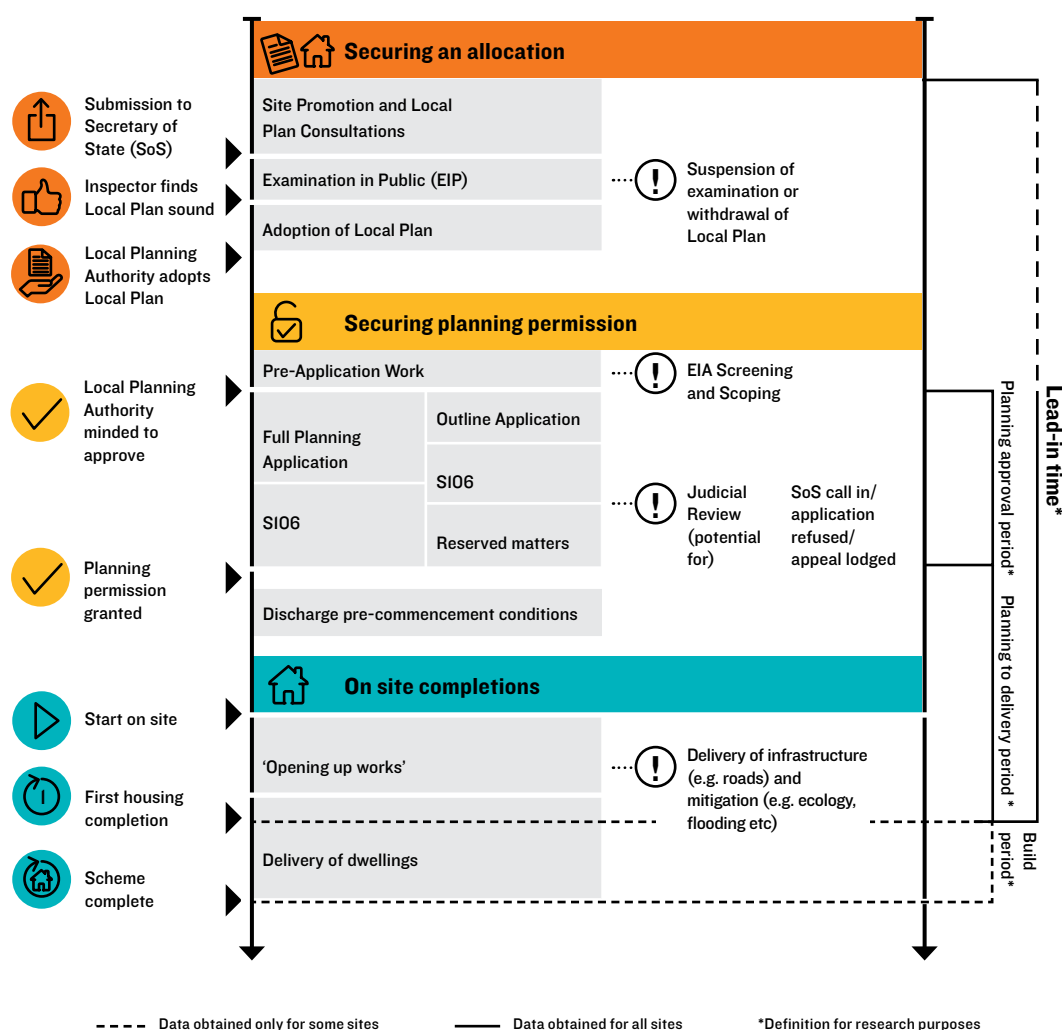 Securing an allocation
Submission to
Secretary of
State (SoS)
Site Promotion and Local
Plan Consultations
Inspector finds
Local Plan sound
Examination in Public (EIP)
Suspension of
examination or
withdrawal of
Local Plan
Adoption of Local Plan
Local Planning
Authority adopts
Local Plan
Securing planning permission
Pre-Application Work
EIA Screening
and Scoping
Local Planning
Authority
minded to
approve
Full Planning
Application
Outline Application
S106
S106
Reserved matters
Judicial
Review
(potential
for)
SoS call in/
application
refused/
appeal lodged
Planning
permission
granted
Discharge pre-commencement conditions
On site completions
Start on site
'Opening up works'
Delivery of infrastructure
(e.g. roads) and
mitigation (e.g. ecology,
flooding etc)
First housing
completion
Delivery of dwellings
Scheme
complete
Planning approval period*
Planning to delivery period *
Lead-in time*
Build
period*
Data obtained only for some sites
Data obtained for all sites
*Definition for research purposes